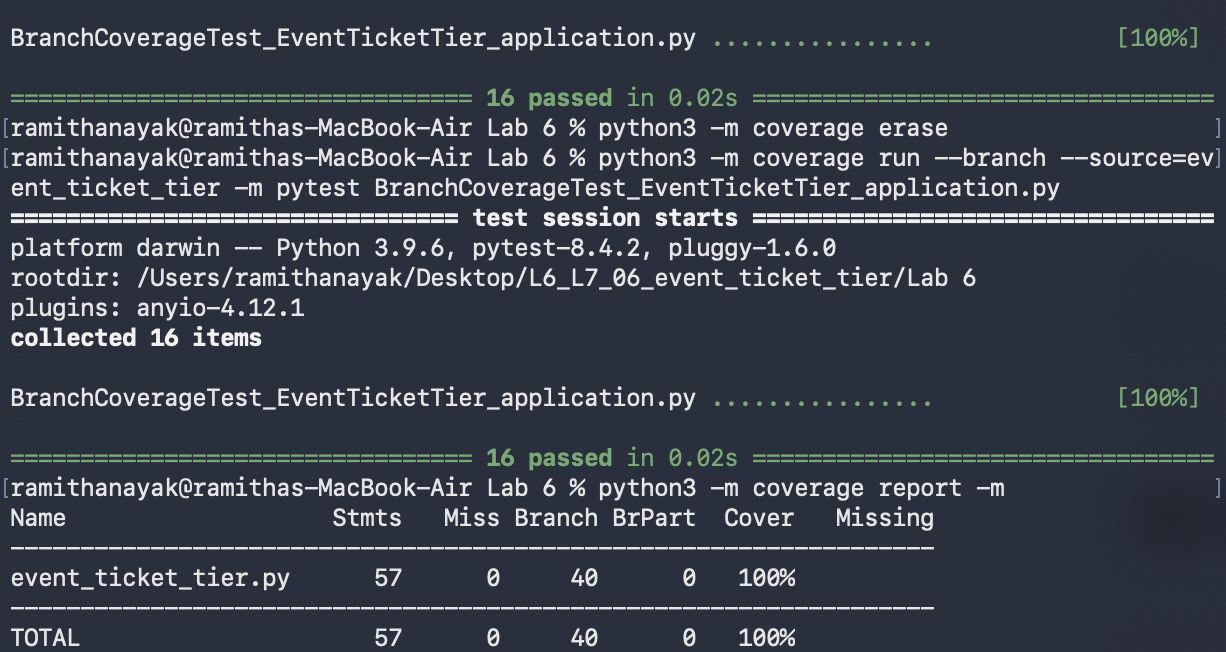 BranchCoverageTest_EventTicketTier_application.py ................ [100%]
================================= 16 passed in 0.02s =================================
[ramithanayak@ramithas-MacBook-Air Lab 6 % python3 -m coverage erase ]
[ramithanayak@ramithas-MacBook-Air Lab 6 % python3 -m coverage run --branch --source=ev]
ent_ticket_tier -m pytest BranchCoverageTest_EventTicketTier_application.py
================================ test session starts =================================
platform darwin -- Python 3.9.6, pytest-8.4.2, pluggy-1.6.0
rootdir: /Users/ramithanayak/Desktop/L6_L7_06_event_ticket_tier/Lab 6
plugins: anyio-4.12.1
collected 16 items
BranchCoverageTest_EventTicketTier_application.py ................ [100%]
================================= 16 passed in 0.02s =================================
[ramithanayak@ramithas-MacBook-Air Lab 6 % python3 -m coverage report -m ]
Name Stmts Miss Branch BrPart Cover Missing
------------------------------------------------------------------
event_ticket_tier.py 57 0 40 0 100%
------------------------------------------------------------------
TOTAL 57 0 40 0 100%